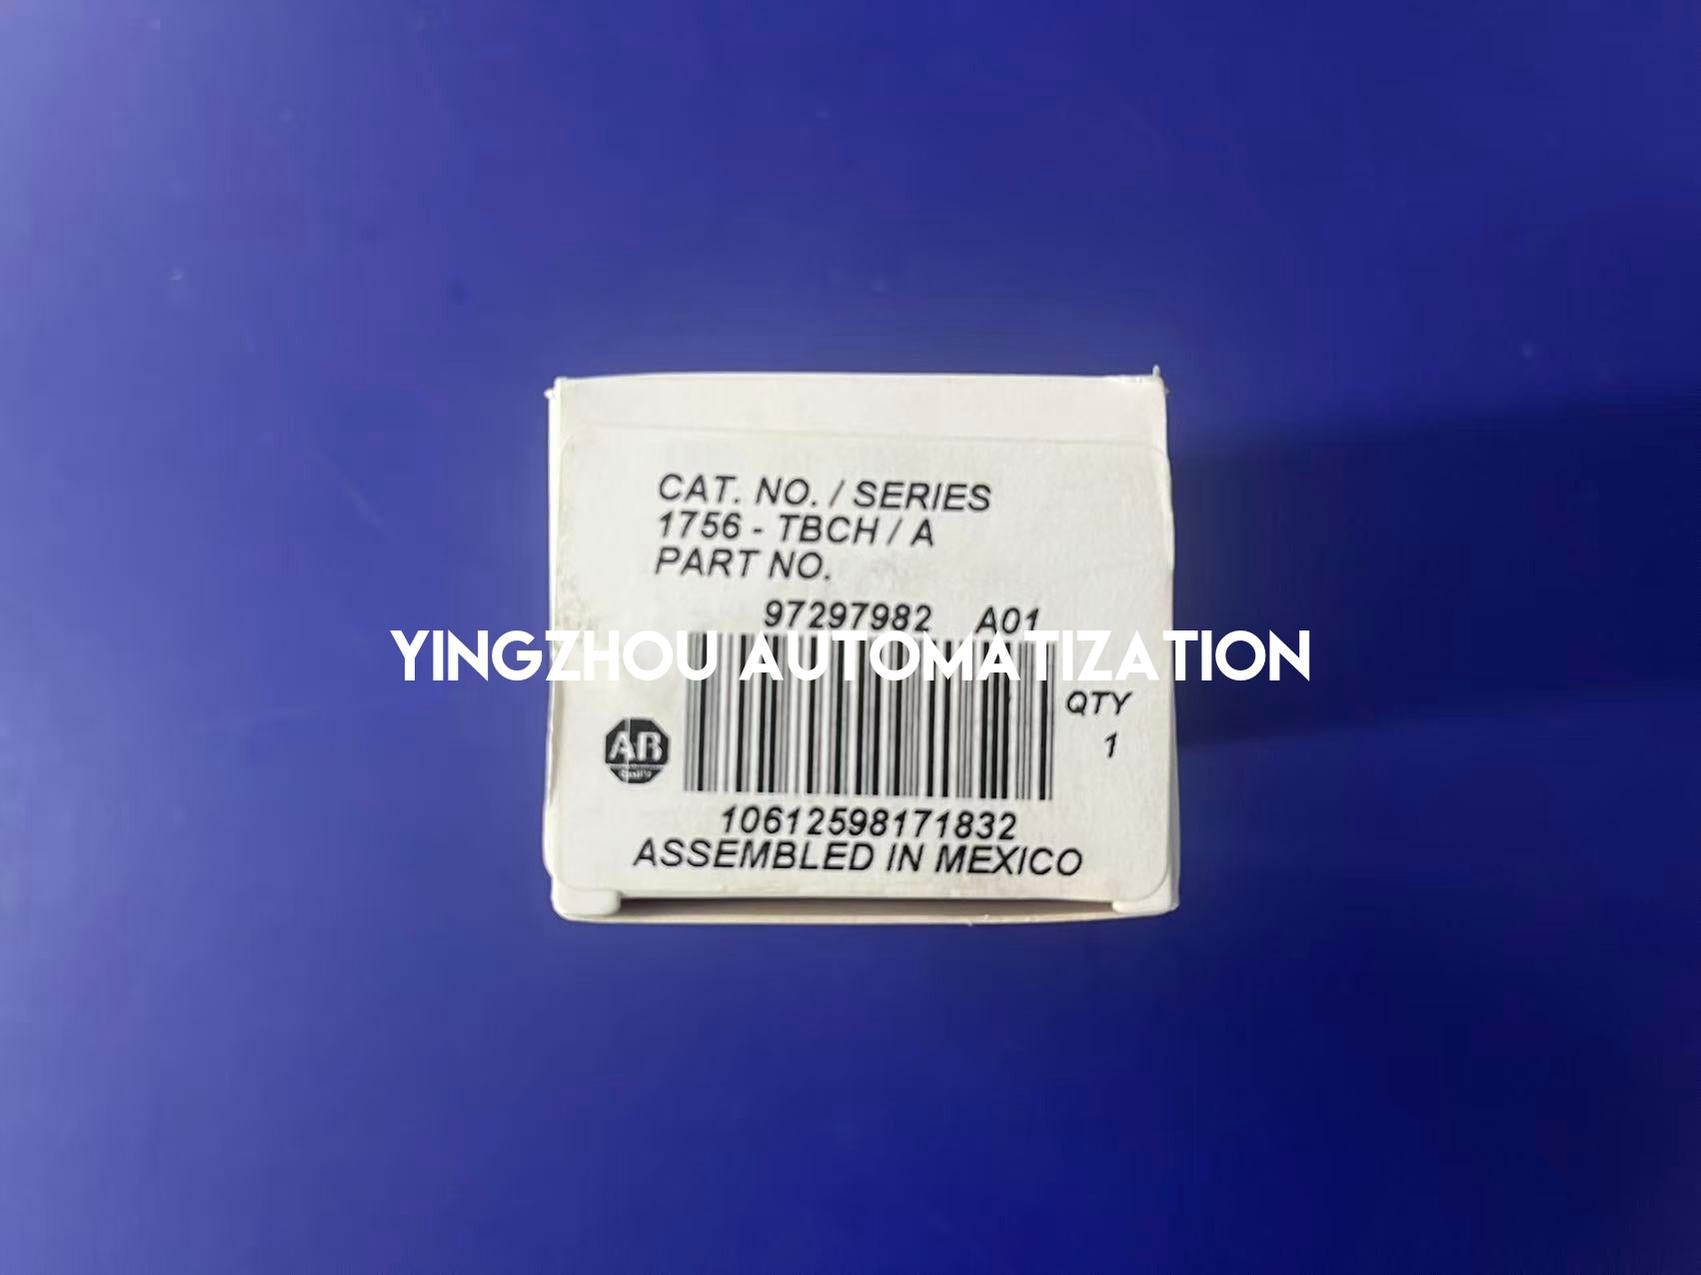 CAT. NO. / SERIES
1756 - TBCH / A
PART NO.
97297982 A01
YINGZHOU AUTOMATIZATION
QTY
1
AB
10612598171832
ASSEMBLED IN MEXICO